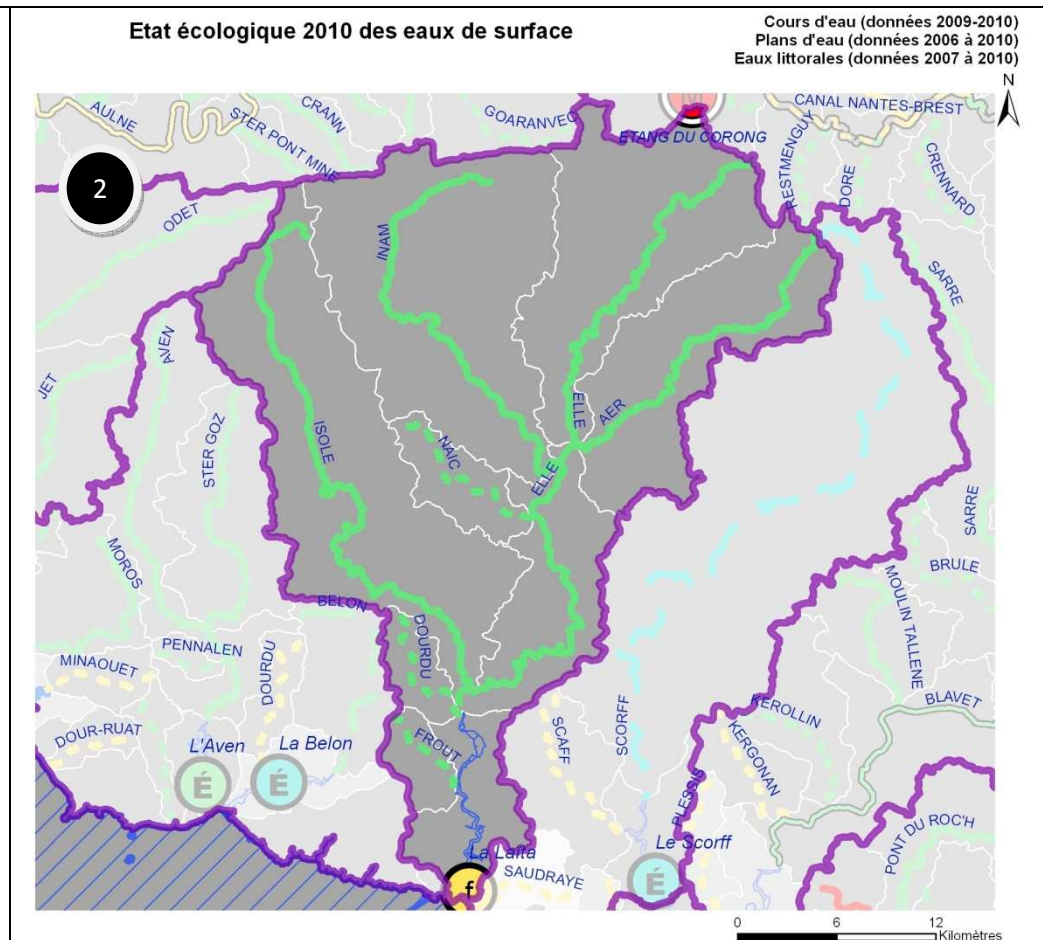 Etat écologique 2010 des eaux de surface
Cours d'eau (données 2009-2010)
Plans d'eau (données 2006 à 2010)
Eaux littorales (données 2007 à 2010)
N
2
AULNE
STER PONT MINE
CRANN
GOARANVEC
ETANG DU CORONG
CANAL NANTES-BREST
RESTMENGUY
DORE
CRENNARD
ODET
INAM
SARRE
AVEN
JET
STER GOZ
ISOLE
NAIC
ELLE
AER
ELLE
SARRE
MOROS
BRULE
BELON
DOURDU
MOULIN TALLENE
PENNALEN
MINAOUET
DOURDU
BLAVET
KEROLLIN
DOUR-RUAT
L'Aven
La Belon
FROUT
SCAFF
SCORFF
KERGONAN
É
É
PLESSIS
PONT DU ROC'H
La Laïta
Le Scorff
f
SAUDRAYE
É
0 6 12
Kilomètres